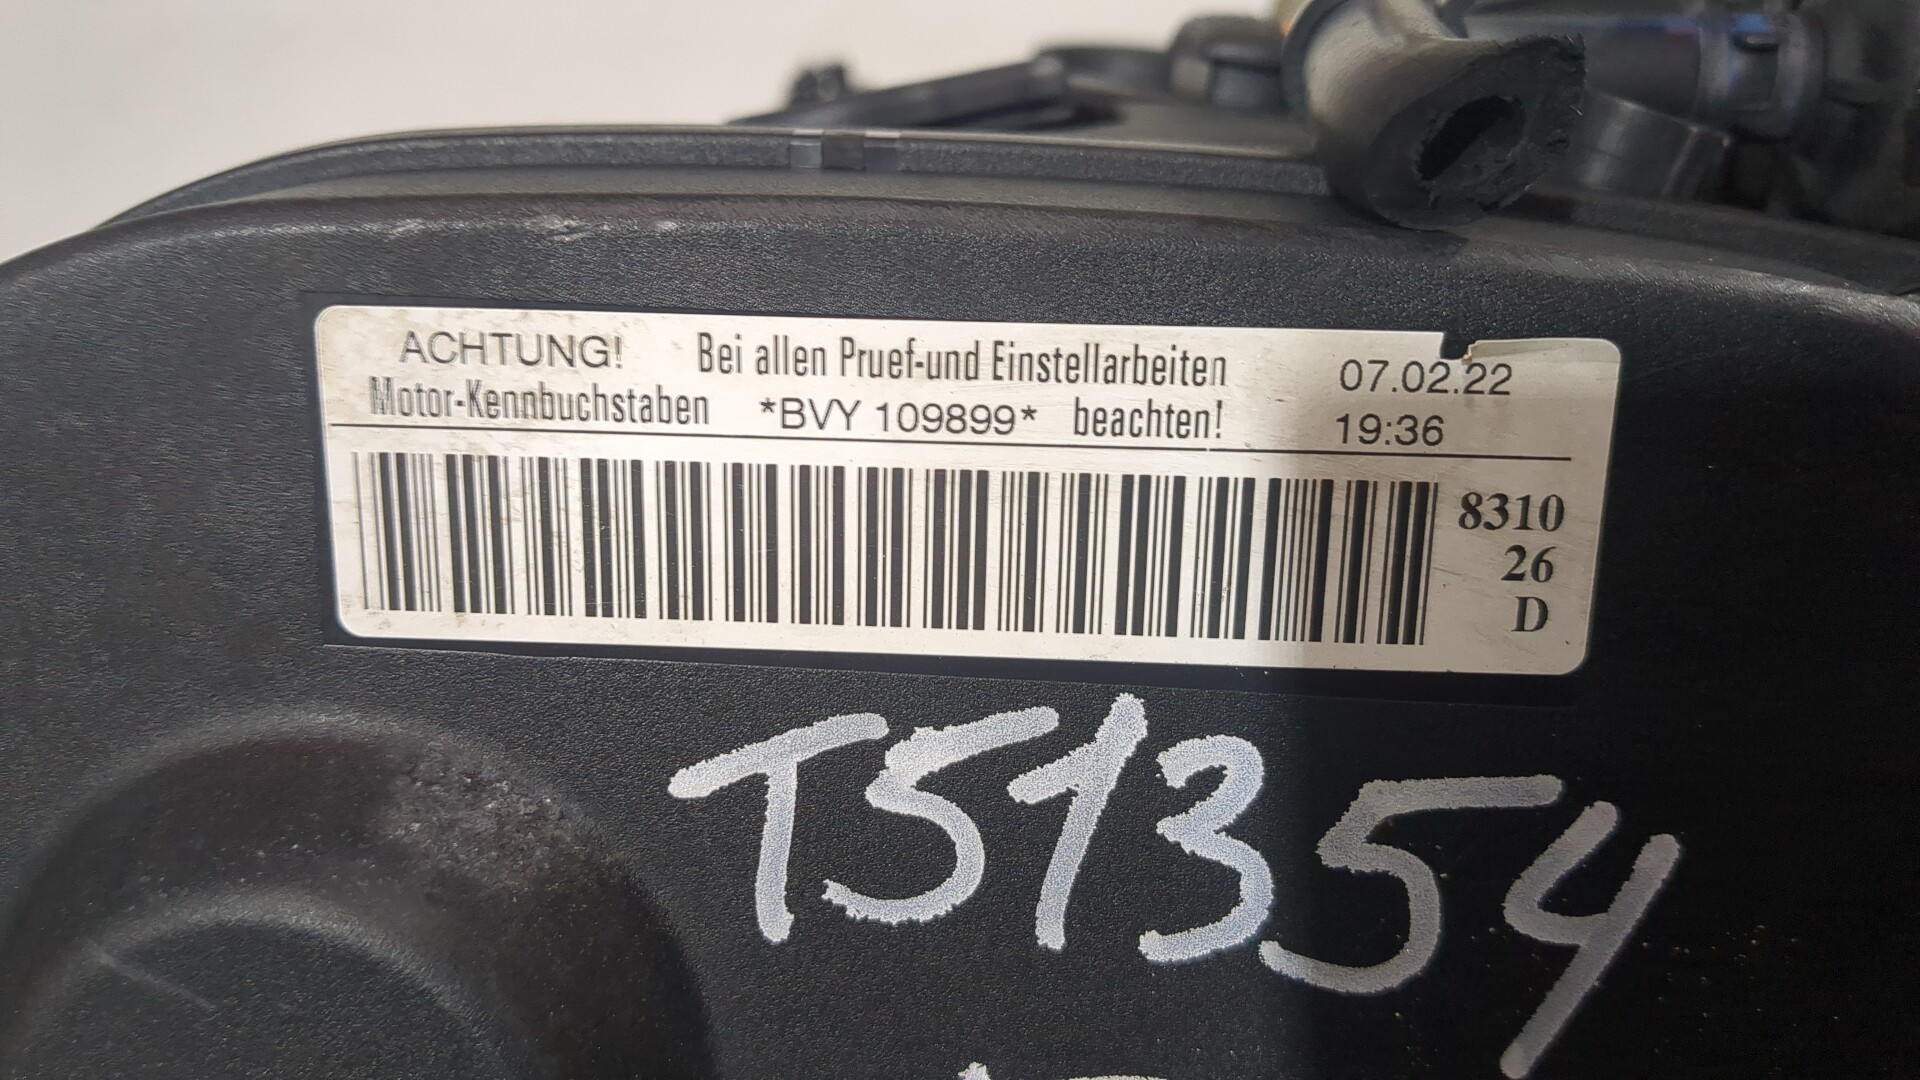 ACHTUNG! Bei allen Pruef-und Einstellarbeiten 07.02.22
Motor-Kennbuchstaben *BVY 109899* beachten! 19:36
8310
26
D
T51354